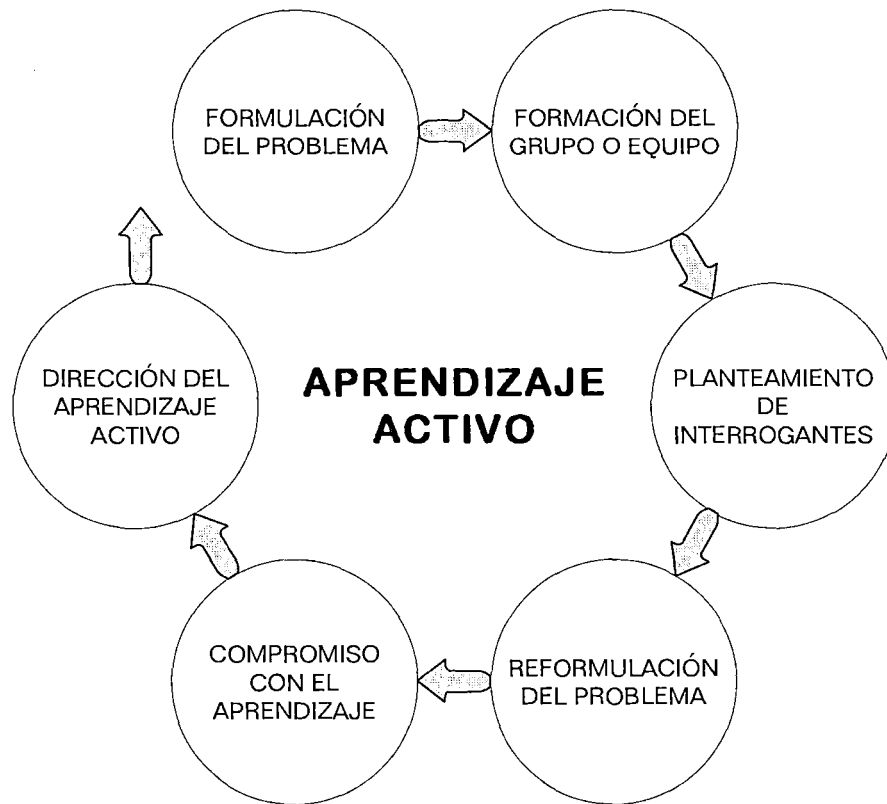 FORMULACIÓN
DEL PROBLEMA
FORMACIÓN DEL
GRUPO O EQUIPO
PLANTEAMIENTO
DE
INTERROGANTES
REFORMULACIÓN
DEL PROBLEMA
COMPROMISO
CON EL
APRENDIZAJE
DIRECCIÓN DEL
APRENDIZAJE
ACTIVO
APRENDIZAJE
ACTIVO